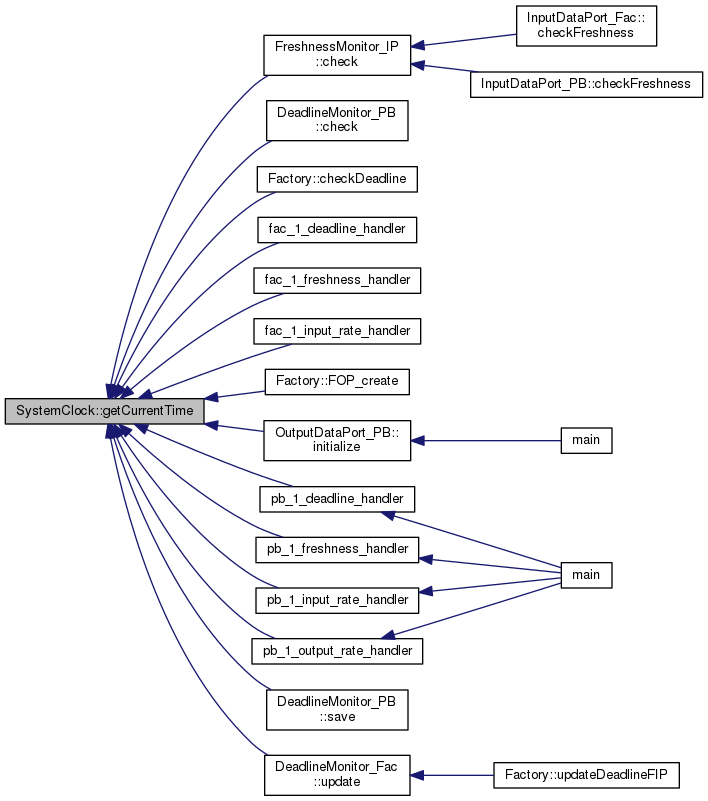 InputDataPort_Fac::
checkFreshness
FreshnessMonitor_IP
::check
InputDataPort_PB::checkFreshness
DeadlineMonitor_PB
::check
Factory::checkDeadline
fac_1_deadline_handler
fac_1_freshness_handler
fac_1_input_rate_handler
Factory::FOP_create
SystemClock::getCurrentTime
OutputDataPort_PB::
initialize
main
pb_1_deadline_handler
pb_1_freshness_handler
main
pb_1_input_rate_handler
pb_1_output_rate_handler
DeadlineMonitor_PB
::save
DeadlineMonitor_Fac
::update
Factory::updateDeadlineFIP